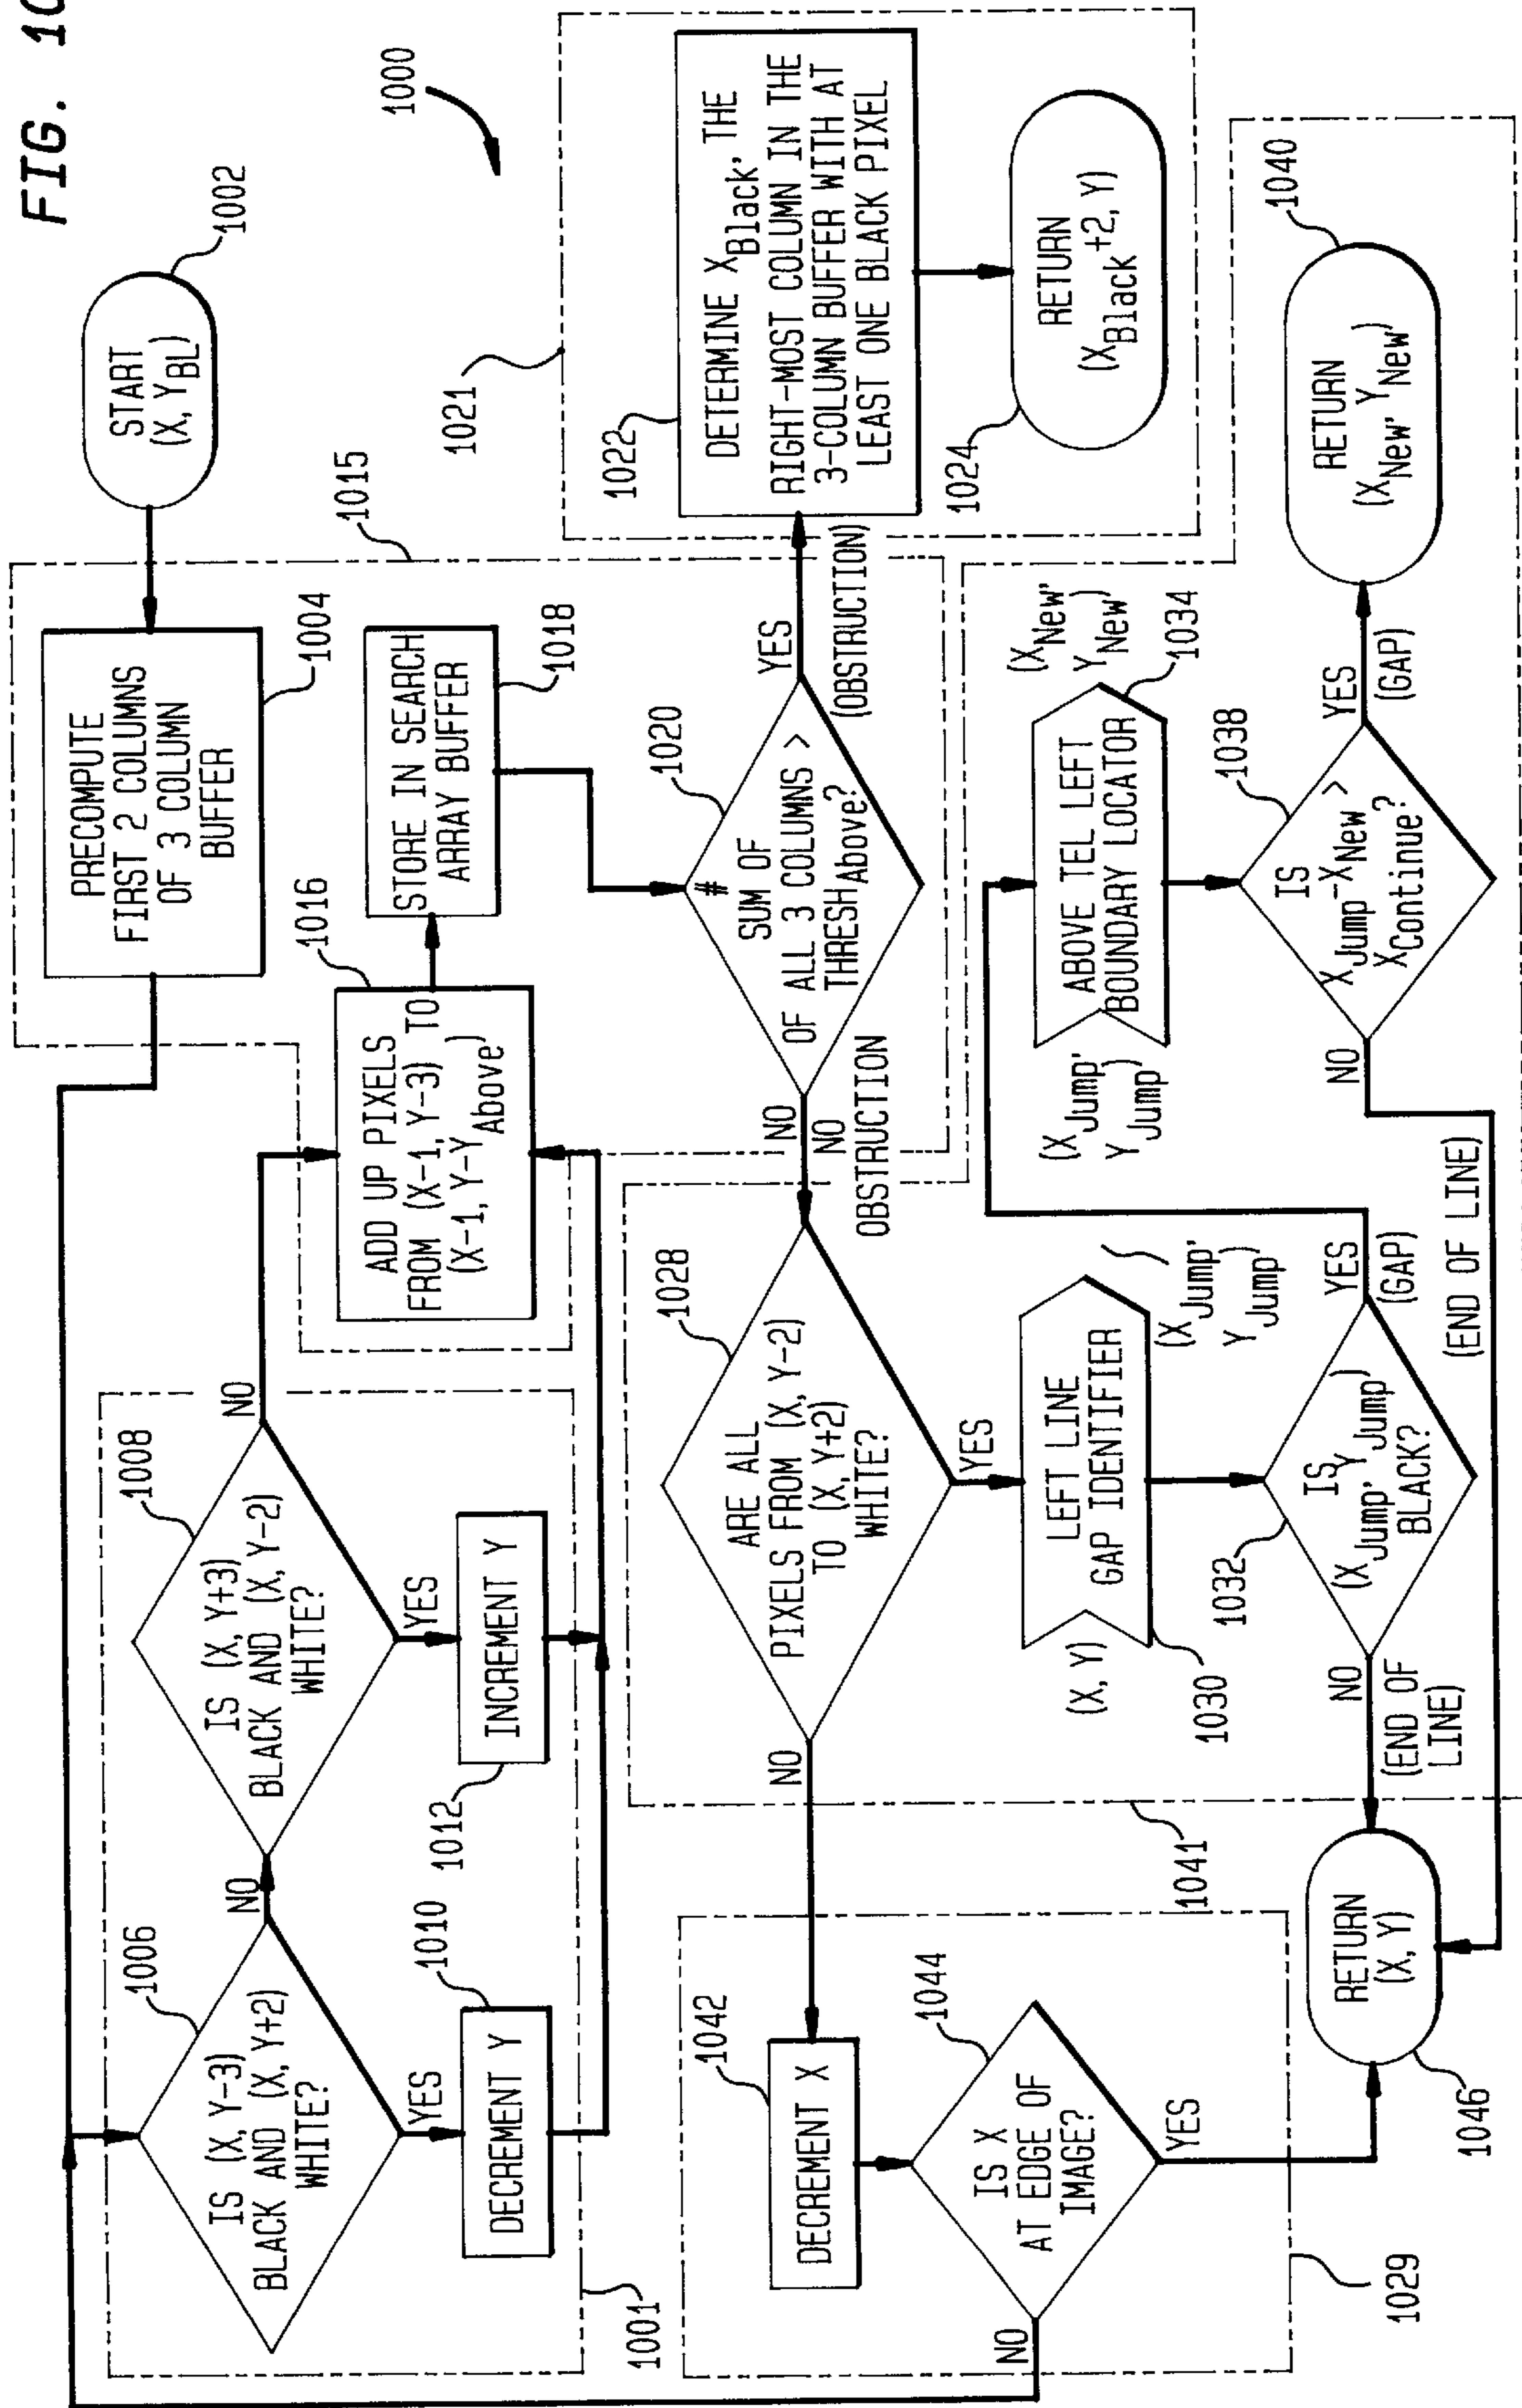 FIG. 10
1000
START
(X, Y_BL)
1002
PRECOMPUTE
FIRST 2 COLUMNS
OF 3 COLUMN
BUFFER
1004
1015
1006
IS (X, Y-3)
BLACK AND (X, Y+2)
WHITE?
NO
YES
DECREMENT Y
1010
1008
IS (X, Y+3)
BLACK AND (X, Y-2)
WHITE?
NO
YES
INCREMENT Y
1012
1001
1016
ADD UP PIXELS
FROM (X-1, Y-3) TO
(X-1, Y-Y_Above)
STORE IN SEARCH
ARRAY BUFFER
1018
1020
#
SUM OF
OF ALL 3 COLUMNS >
THRESH_Above?
YES
(OBSTRUCTION)
NO
NO
OBSTRUCTION
1021
1022
DETERMINE X_Black, THE
RIGHT-MOST COLUMN IN THE
3-COLUMN BUFFER WITH AT
LEAST ONE BLACK PIXEL
1024
RETURN
(X_Black+2, Y)
1028
ARE ALL
PIXELS FROM (X, Y-2)
TO (X, Y+2)
WHITE?
NO
YES
(X, Y)
LEFT LINE
GAP IDENTIFIER
(X_Jump,
Y_Jump)
1030
1032
IS
(X_Jump, Y_Jump)
BLACK?
NO
(END OF
LINE)
YES
(GAP)
(X_Jump,
Y_Jump)
ABOVE TEL LEFT
BOUNDARY LOCATOR
(X_New,
Y_New)
1034
1038
IS
X_Jump-X_New >
X_Continue?
NO
(END OF LINE)
YES
(GAP)
RETURN
(X_New, Y_New)
1040
1041
1042
DECREMENT X
1044
IS X
AT EDGE OF
IMAGE?
NO
YES
1029
RETURN
(X, Y)
1046